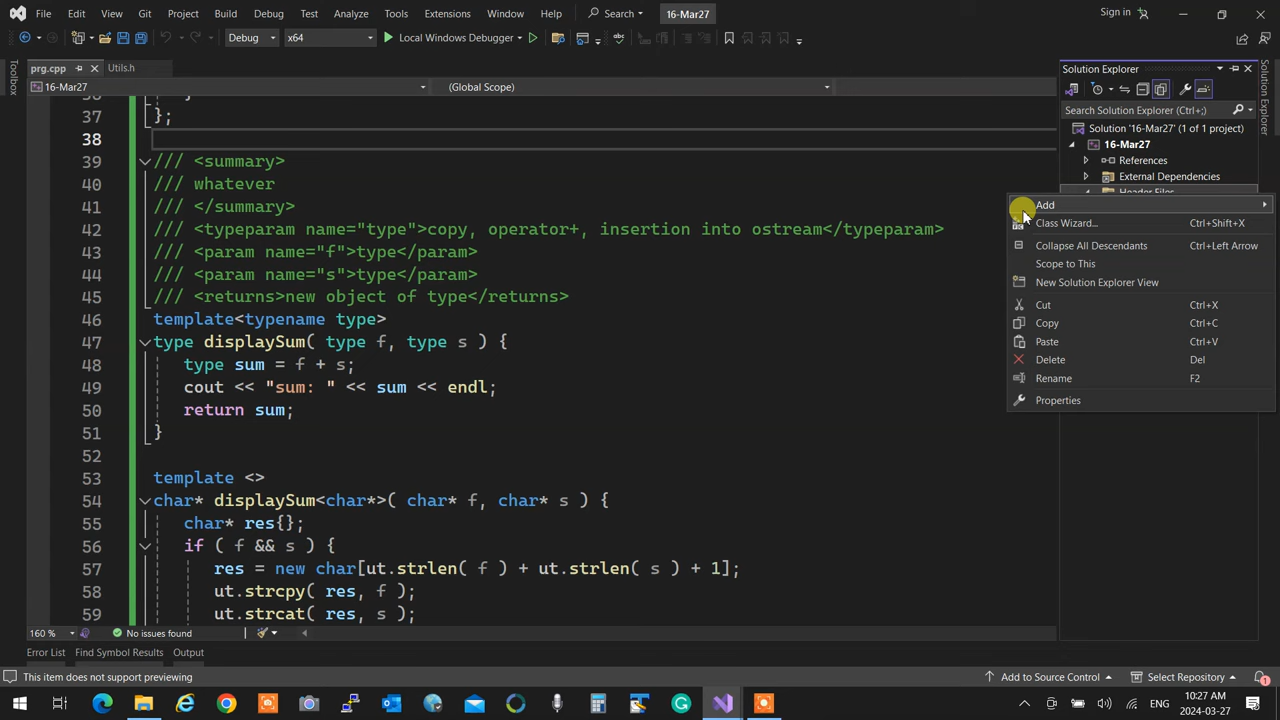 File Edit View Git Project Build Debug Test Analyze Tools Extensions Window Help Search 16-Mar27 Sign in
Debug x64 Local Windows Debugger
Toolbox
prg.cpp Utils.h
16-Mar27 (Global Scope)
37 };
38
39 /// <summary>
40 /// whatever
41 /// </summary>
42 /// <typeparam name="type">copy, operator+, insertion into ostream</typeparam>
43 /// <param name="f">type</param>
44 /// <param name="s">type</param>
45 /// <returns>new object of type</returns>
46 template<typename type>
47 type displaySum( type f, type s ) {
48 type sum = f + s;
49 cout << "sum: " << sum << endl;
50 return sum;
51 }
52
53 template <>
54 char* displaySum<char*>( char* f, char* s ) {
55 char* res{};
56 if ( f && s ) {
57 res = new char[ut.strlen( f ) + ut.strlen( s ) + 1];
58 ut.strcpy( res, f );
59 ut.strcat( res, s );
Solution Explorer
Search Solution Explorer (Ctrl+;)
Solution '16-Mar27' (1 of 1 project)
16-Mar27
References
External Dependencies
Header Files
Add
Class Wizard... Ctrl+Shift+X
Collapse All Descendants Ctrl+Left Arrow
Scope to This
New Solution Explorer View
Cut Ctrl+X
Copy Ctrl+C
Paste Ctrl+V
Delete Del
Rename F2
Properties
Solution Explorer
160 % No issues found
Error List Find Symbol Results Output
This item does not support previewing Add to Source Control Select Repository 1
ENG 10:27 AM
2024-03-27